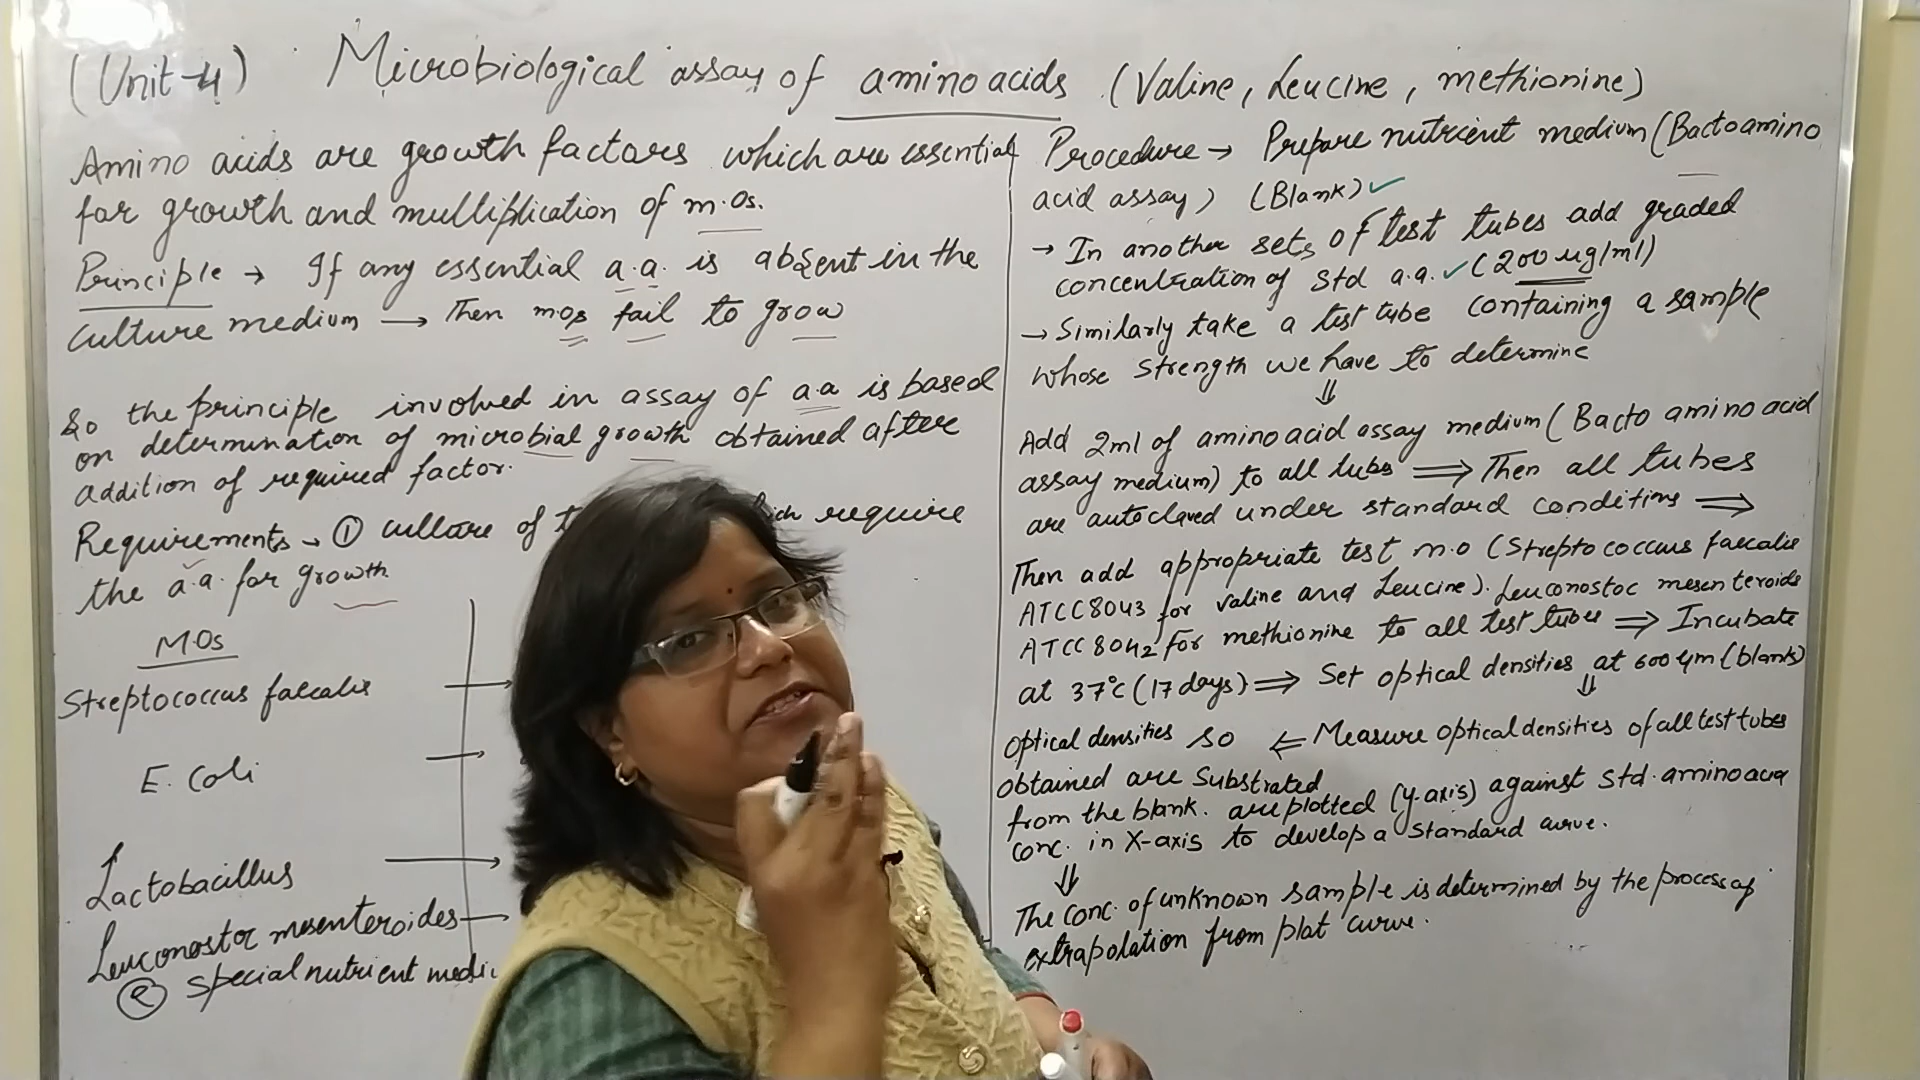 (Unit-4) Microbiological assay of amino acids (Valine, Leucine, methionine)
Amino acids are growth factors which are essential
for growth and multiplication of m.Os.
Principle → If any essential a.a. is absent in the
culture medium → Then mos fail to grow
So the principle involved in assay of a.a is based
on determination of microbial growth obtained after
addition of required factor.
Requirements → ① culture of require
the a.a. for growth
M.Os
Streptococcus faecalis →
E. Coli →
Lactobacillus →
Leuconostoc mesenteroides →
② Special nutrient
Procedure → Prepare nutrient medium (Bactoamino
acid assay) (Blank) ✓
→ In another sets of test tubes add graded
concentration of Std a.a. ✓ (200 ug/ml)
→ Similarly take a test tube containing a sample
whose strength we have to determine
⇓
Add 2ml of amino acid assay medium (Bacto amino acid
assay medium) to all tubes ⇒ Then all tubes
are autoclaved under standard conditions ⇒
Then add appropriate test m.o (Streptococcus faecalis
ATCC8043 for valine and Leucine). Leuconostoc mesenteroids
ATCC8042 for methionine to all test tubes ⇒ Incubate
at 37°C (17 days) ⇒ Set optical densities at 600 μm (blanks)
⇓
Optical densities so ⇐ Measure optical densities of all test tubes
obtained are substrated
from the blank. are plotted (y-axis) against std. amino acid
conc. in X-axis to develop a standard curve.
⇓
The conc. of unknown sample is determined by the process of
extrapolation from plat curve.